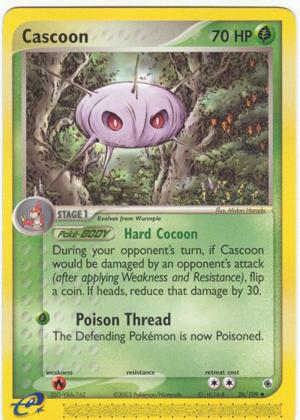 Cascoon 70 HP
Illus. Midori Harada
STAGE 1
Evolves from Wurmple
Poké-BODY Hard Cocoon
During your opponent's turn, if Cascoon
would be damaged by an opponent's attack
(after applying Weakness and Resistance), flip
a coin. If heads, reduce that damage by 30.
Poison Thread
The Defending Pokémon is now Poisoned.
weakness resistance retreat cost
©2003 Pokémon/Nintendo 26/109
e